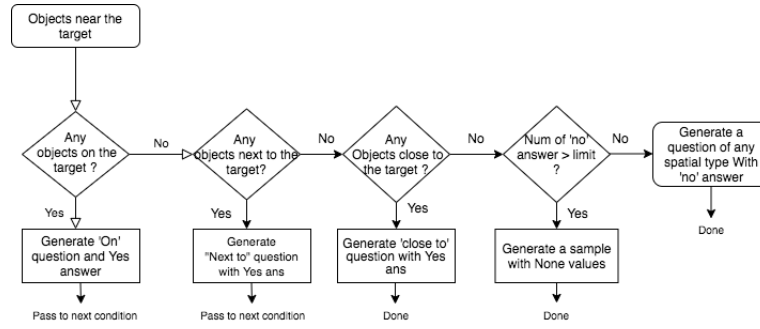 Objects near the
target
Any
objects on the
target ?
No
Any
objects next to the
target?
No
Any
Objects close to
the target ?
No
Num of 'no'
answer > limit
?
No
Generate a
question of any
spatial type With
'no' answer
Done
Yes
Generate 'On'
question and Yes
answer
Pass to next condition
Yes
Generate
"Next to" question
with Yes ans
Pass to next condition
Yes
Generate 'close to'
question with Yes
ans
Done
Yes
Generate a sample
with None values
Done